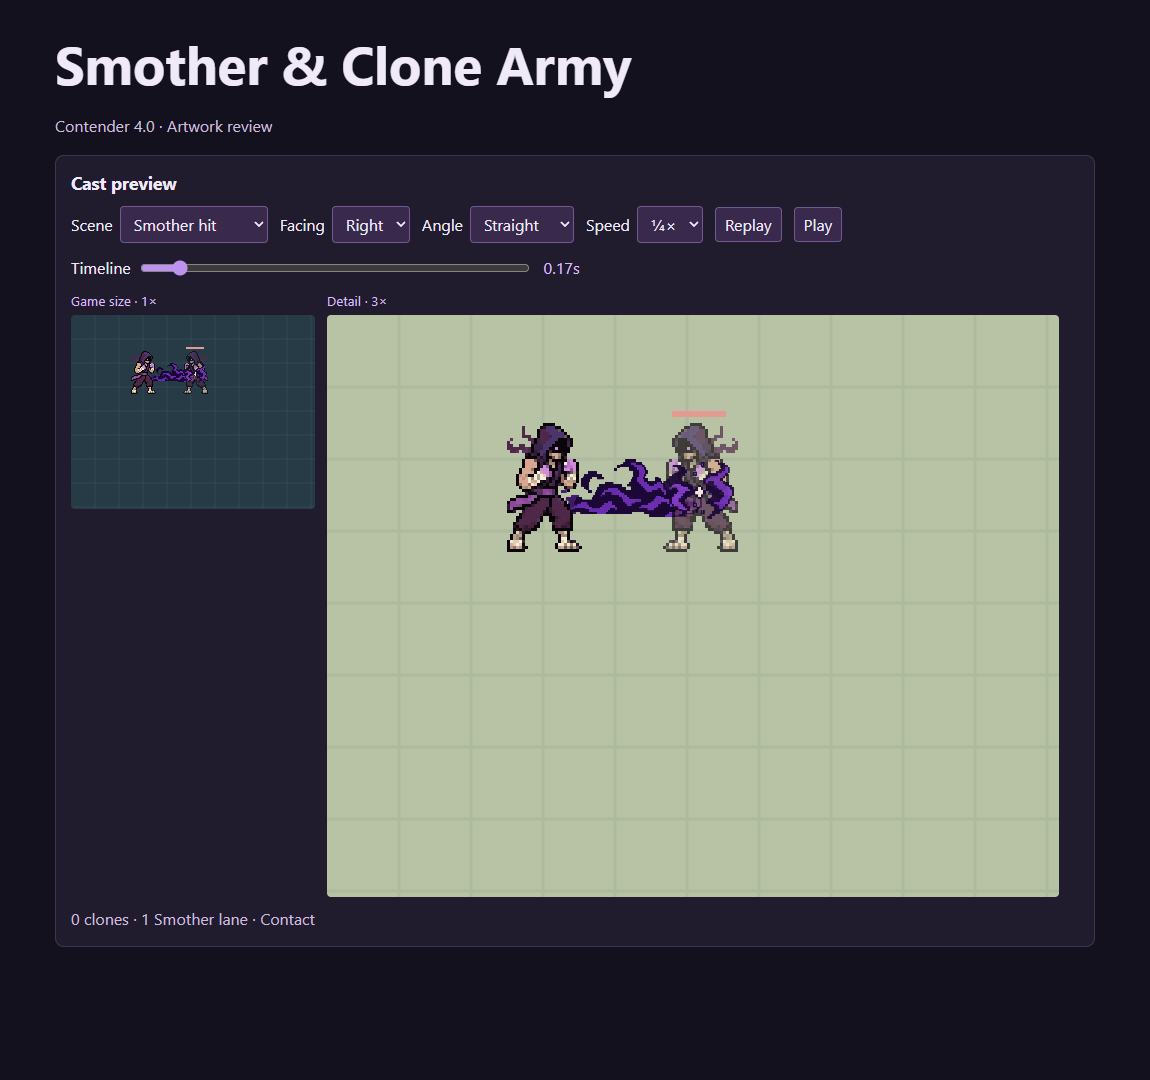 Smother & Clone Army
Contender 4.0 · Artwork review
Cast preview
Scene Smother hit Facing Right Angle Straight Speed ¼× Replay Play
Timeline 0.17s
Game size · 1× Detail · 3×
0 clones · 1 Smother lane · Contact